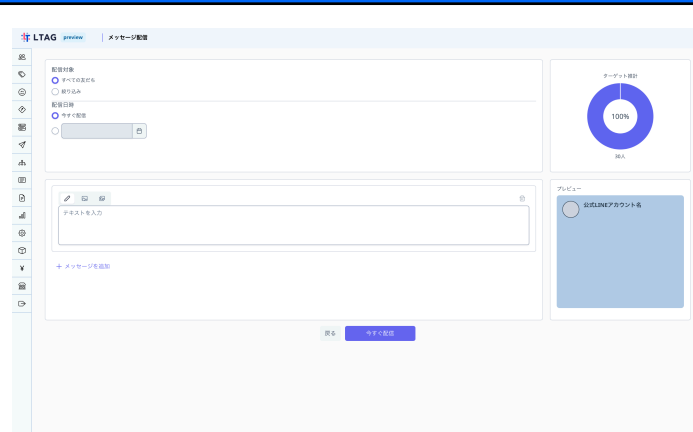 LTAG preview メッセージ配信
配信対象
すべての友だち
絞り込み
配信日時
今すぐ配信
ターゲット推計
100%
30人
テキストを入力
+ メッセージを追加
プレビュー
公式LINEアカウント名
戻る
今すぐ配信